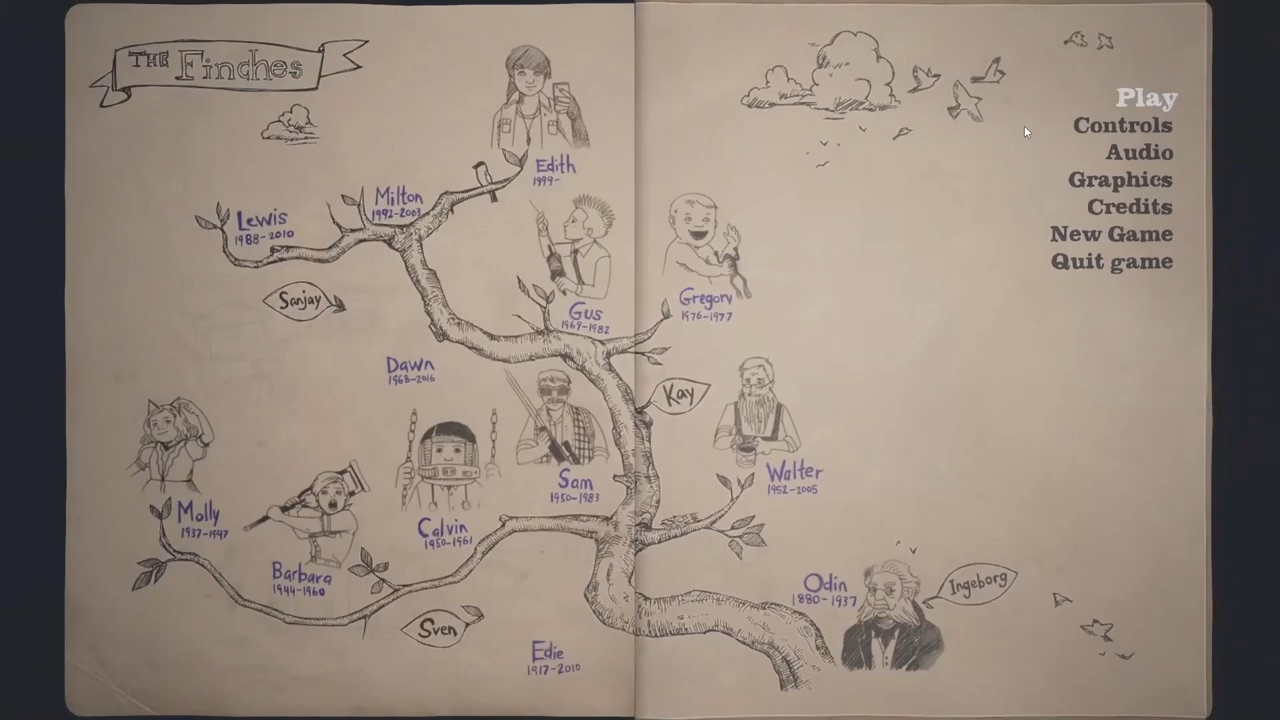 THE Finches
Play
Controls
Audio
Graphics
Credits
New Game
Quit game
Edith
1999-
Milton
1992-2003
Lewis
1988-2010
Sanjay
Gus
1969-1982
Gregory
1976-1977
Dawn
1968-2016
Kay
Sam
1950-1983
Walter
1952-2005
Molly
1937-1947
Calvin
1950-1961
Barbara
1944-1960
Odin
1880-1937
Ingeborg
Sven
Edie
1917-2010